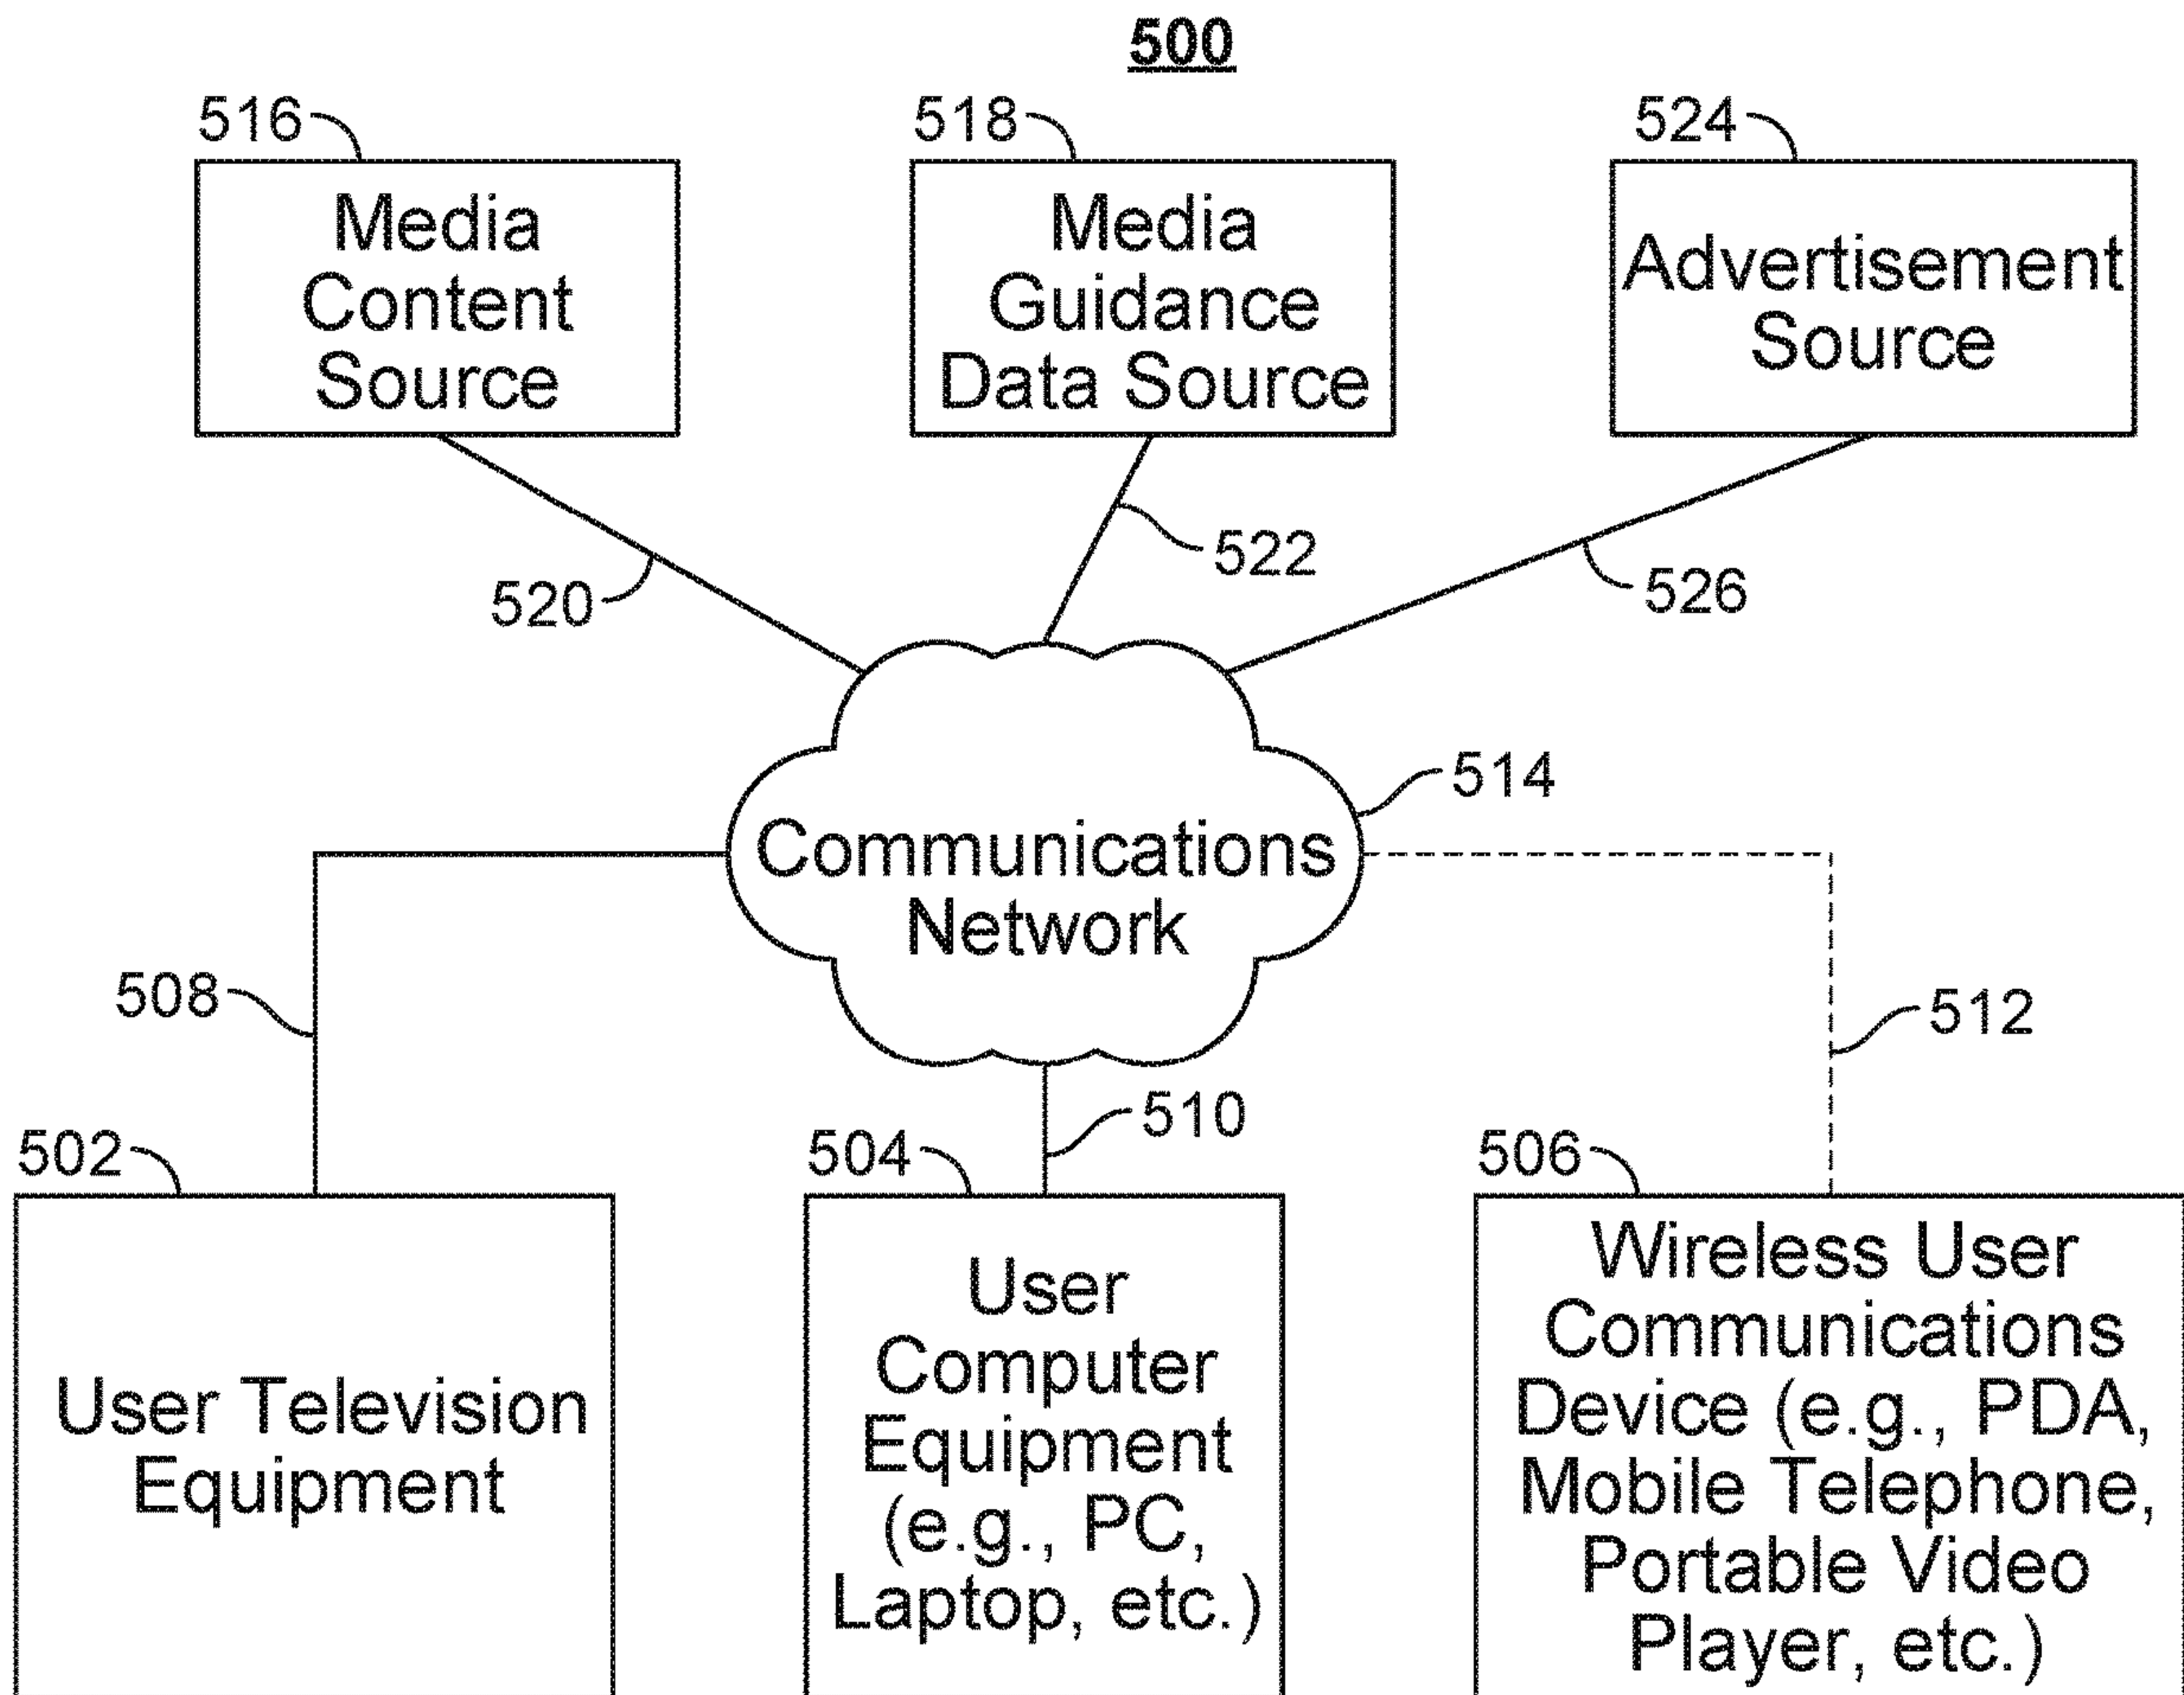 500
516
518
524
Media
Content
Source
Media
Guidance
Data Source
Advertisement
Source
520
522
526
514
Communications
Network
508
510
512
502
504
506
User Television
Equipment
User
Computer
Equipment
(e.g., PC,
Laptop, etc.)
Wireless User
Communications
Device (e.g., PDA,
Mobile Telephone,
Portable Video
Player, etc.)